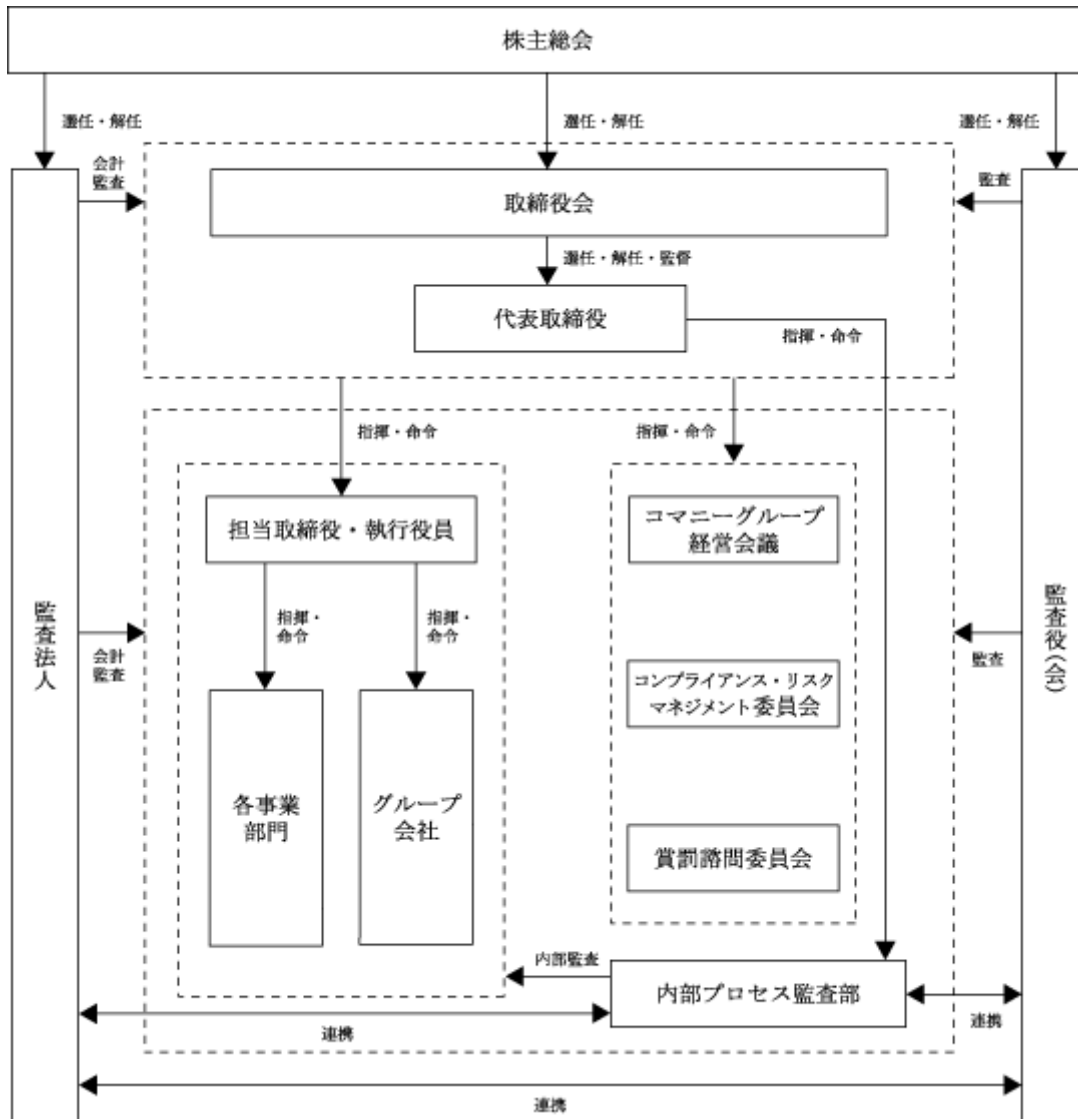 株主総会
選任・解任
選任・解任
選任・解任
会計
監査
監査
取締役会
選任・解任・監督
代表取締役
指揮・命令
指揮・命令
指揮・命令
担当取締役・執行役員
コマニーグループ
経営会議
指揮・
命令
指揮・
命令
監査法人
会計
監査
監査役(会)
監査
コンプライアンス・リスク
マネジメント委員会
各事業
部門
グループ
会社
賞罰諮問委員会
内部監査
内部プロセス監査部
連携
連携
連携